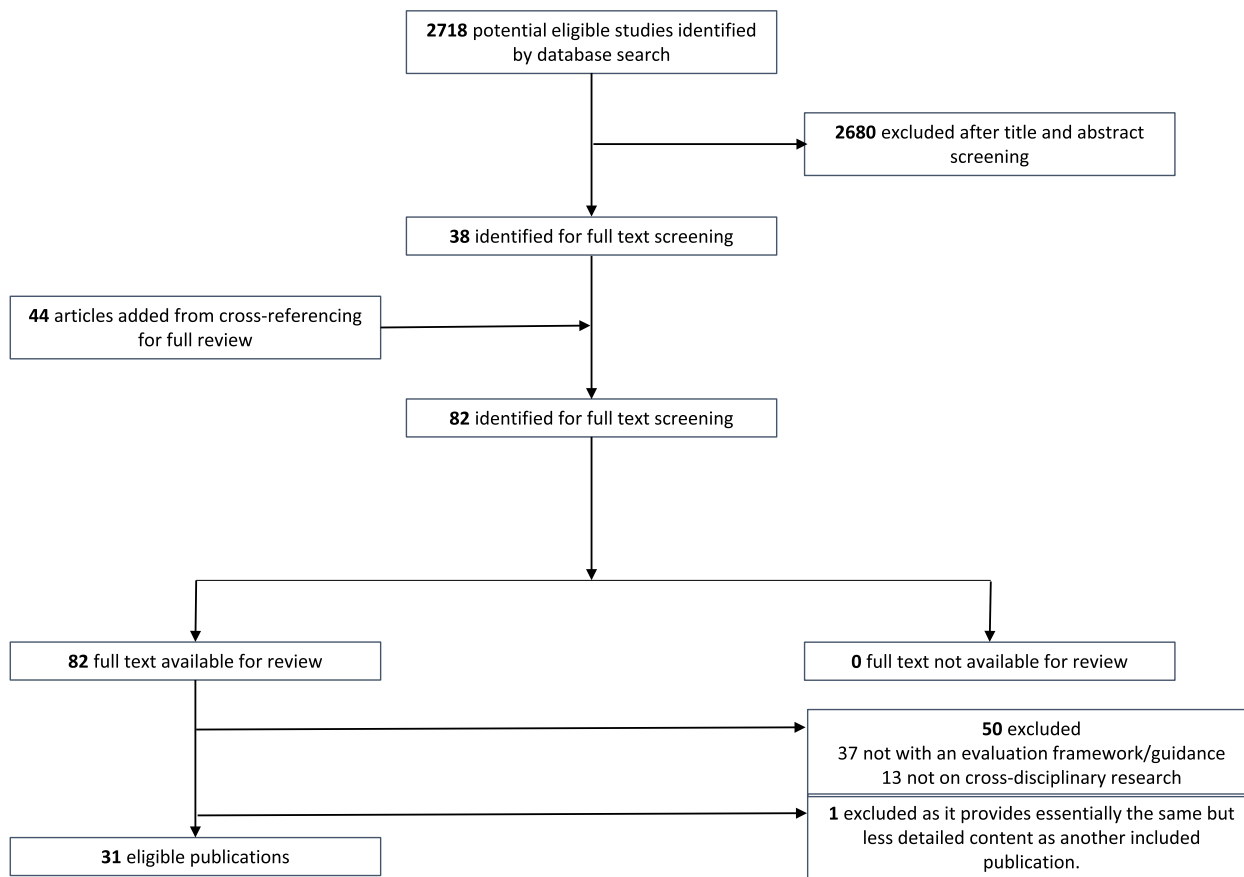 2718 potential eligible studies identified
by database search
2680 excluded after title and abstract
screening
38 identified for full text screening
44 articles added from cross-referencing
for full review
82 identified for full text screening
82 full text available for review
0 full text not available for review
50 excluded
37 not with an evaluation framework/guidance
13 not on cross-disciplinary research
1 excluded as it provides essentially the same but
less detailed content as another included
publication.
31 eligible publications